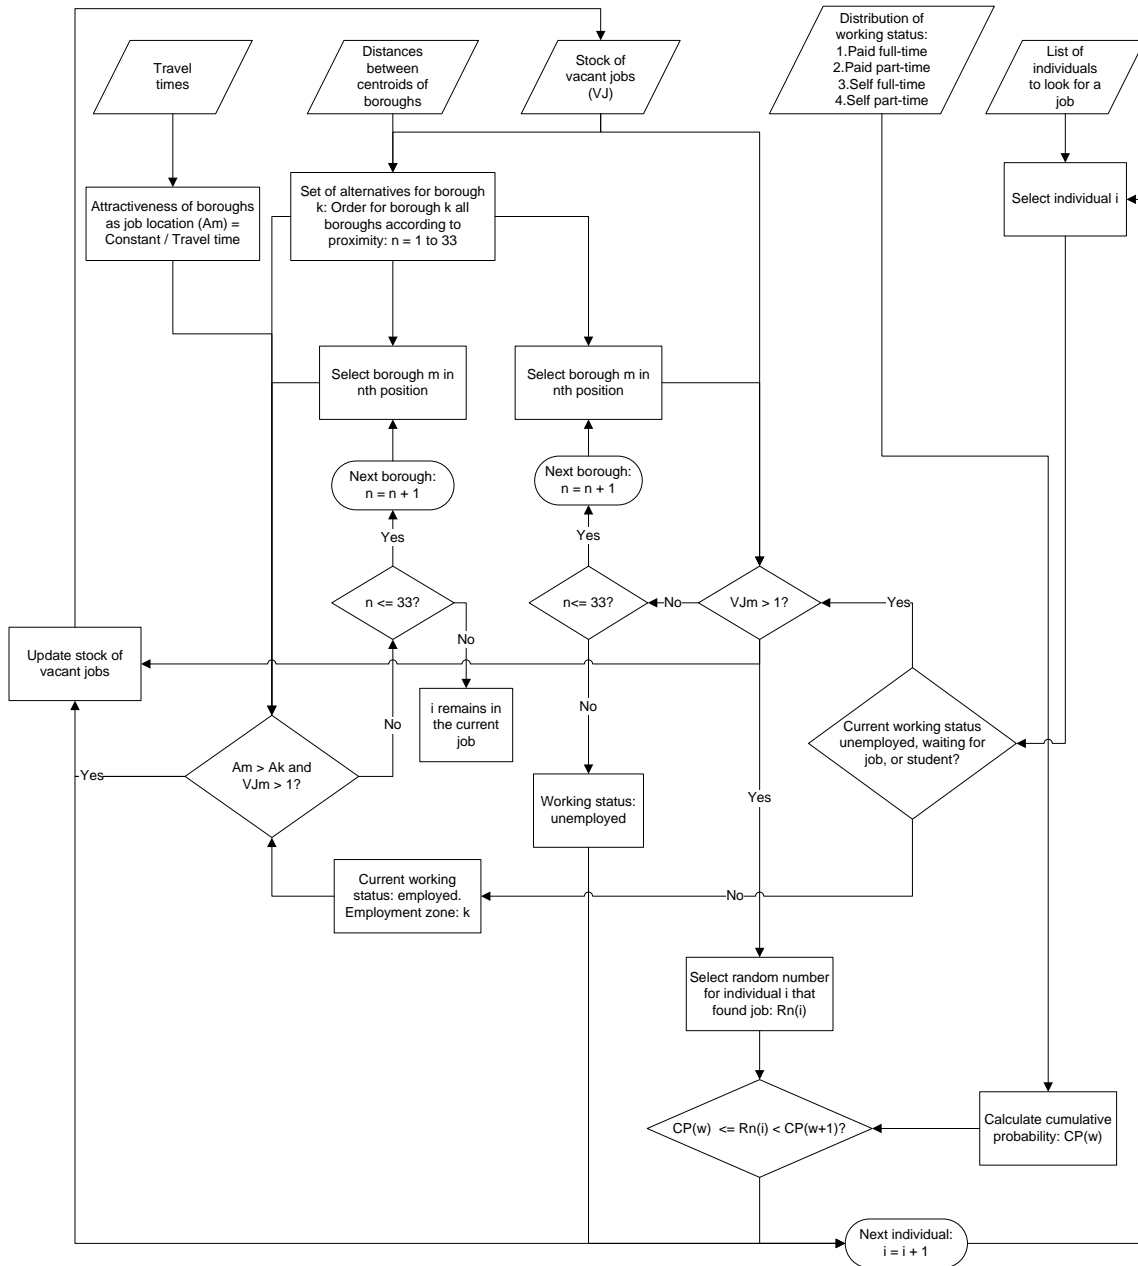 Travel
times
Distances
between
centroids of
boroughs
Stock of
vacant jobs
(VJ)
Distribution of
working status:
1.Paid full-time
2.Paid part-time
3.Self full-time
4.Self part-time
List of
individuals
to look for a
job
Attractiveness of boroughs
as job location (Am) =
Constant / Travel time
Set of alternatives for borough
k: Order for borough k all
boroughs according to
proximity: n = 1 to 33
Select individual i
Select borough m in
nth position
Select borough m in
nth position
Next borough:
n = n + 1
Next borough:
n = n + 1
Yes
Yes
n <= 33?
n<= 33?
No
VJm > 1?
Yes
No
Update stock of
vacant jobs
No
i remains in
the current
job
No
Current working status
unemployed, waiting for
job, or student?
Yes
Am > Ak and
VJm > 1?
Working status:
unemployed
Yes
Current working
status: employed.
Employment zone: k
No
Select random number
for individual i that
found job: Rn(i)
CP(w) <= Rn(i) < CP(w+1)?
Calculate cumulative
probability: CP(w)
Next individual:
i = i + 1